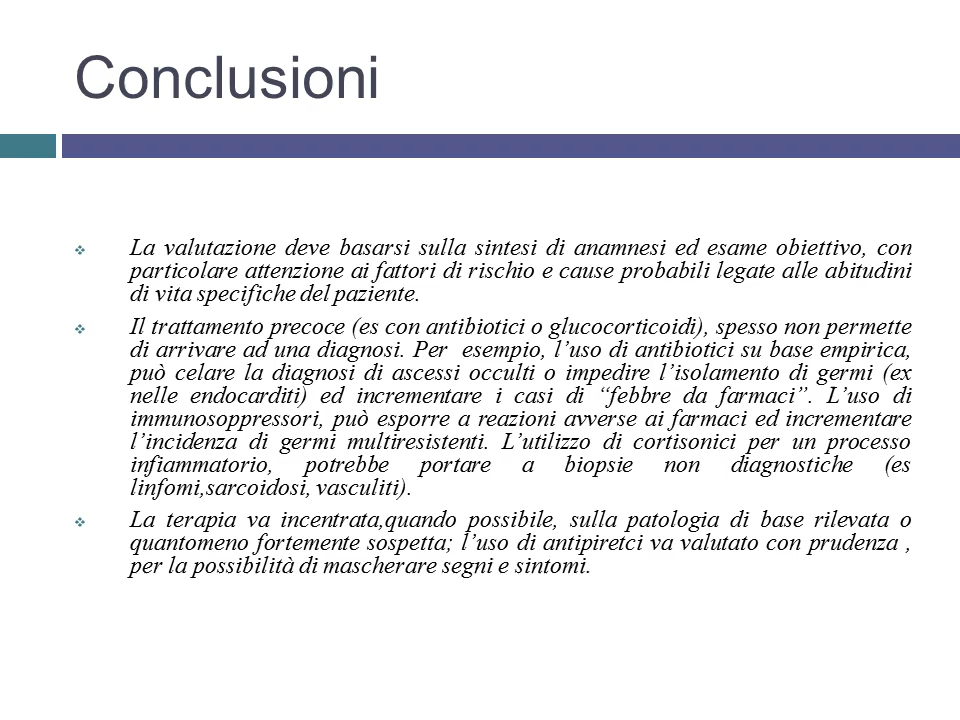 Conclusioni
La valutazione deve basarsi sulla sintesi di anamnesi ed esame obiettivo, con
particolare attenzione ai fattori di rischio e cause probabili legate alle abitudini
di vita specifiche del paziente.
Il trattamento precoce (es con antibiotici o glucocorticoidi), spesso non permette
di arrivare ad una diagnosi. Per  esempio, l’uso di antibiotici su base empirica,
può celare la diagnosi di ascessi occulti o impedire l’isolamento di germi (ex
nelle endocarditi) ed incrementare i casi di “febbre da farmaci”. L’uso di
immunosoppressori, può esporre a reazioni avverse ai farmaci ed incrementare
l’incidenza di germi multiresistenti. L’utilizzo di cortisonici per un processo
infiammatorio, potrebbe portare a biopsie non diagnostiche (es
linfomi,sarcoidosi, vasculiti).
La terapia va incentrata,quando possibile, sulla patologia di base rilevata o
quantomeno fortemente sospetta; l’uso di antipiretci va valutato con prudenza ,
per la possibilità di mascherare segni e sintomi.